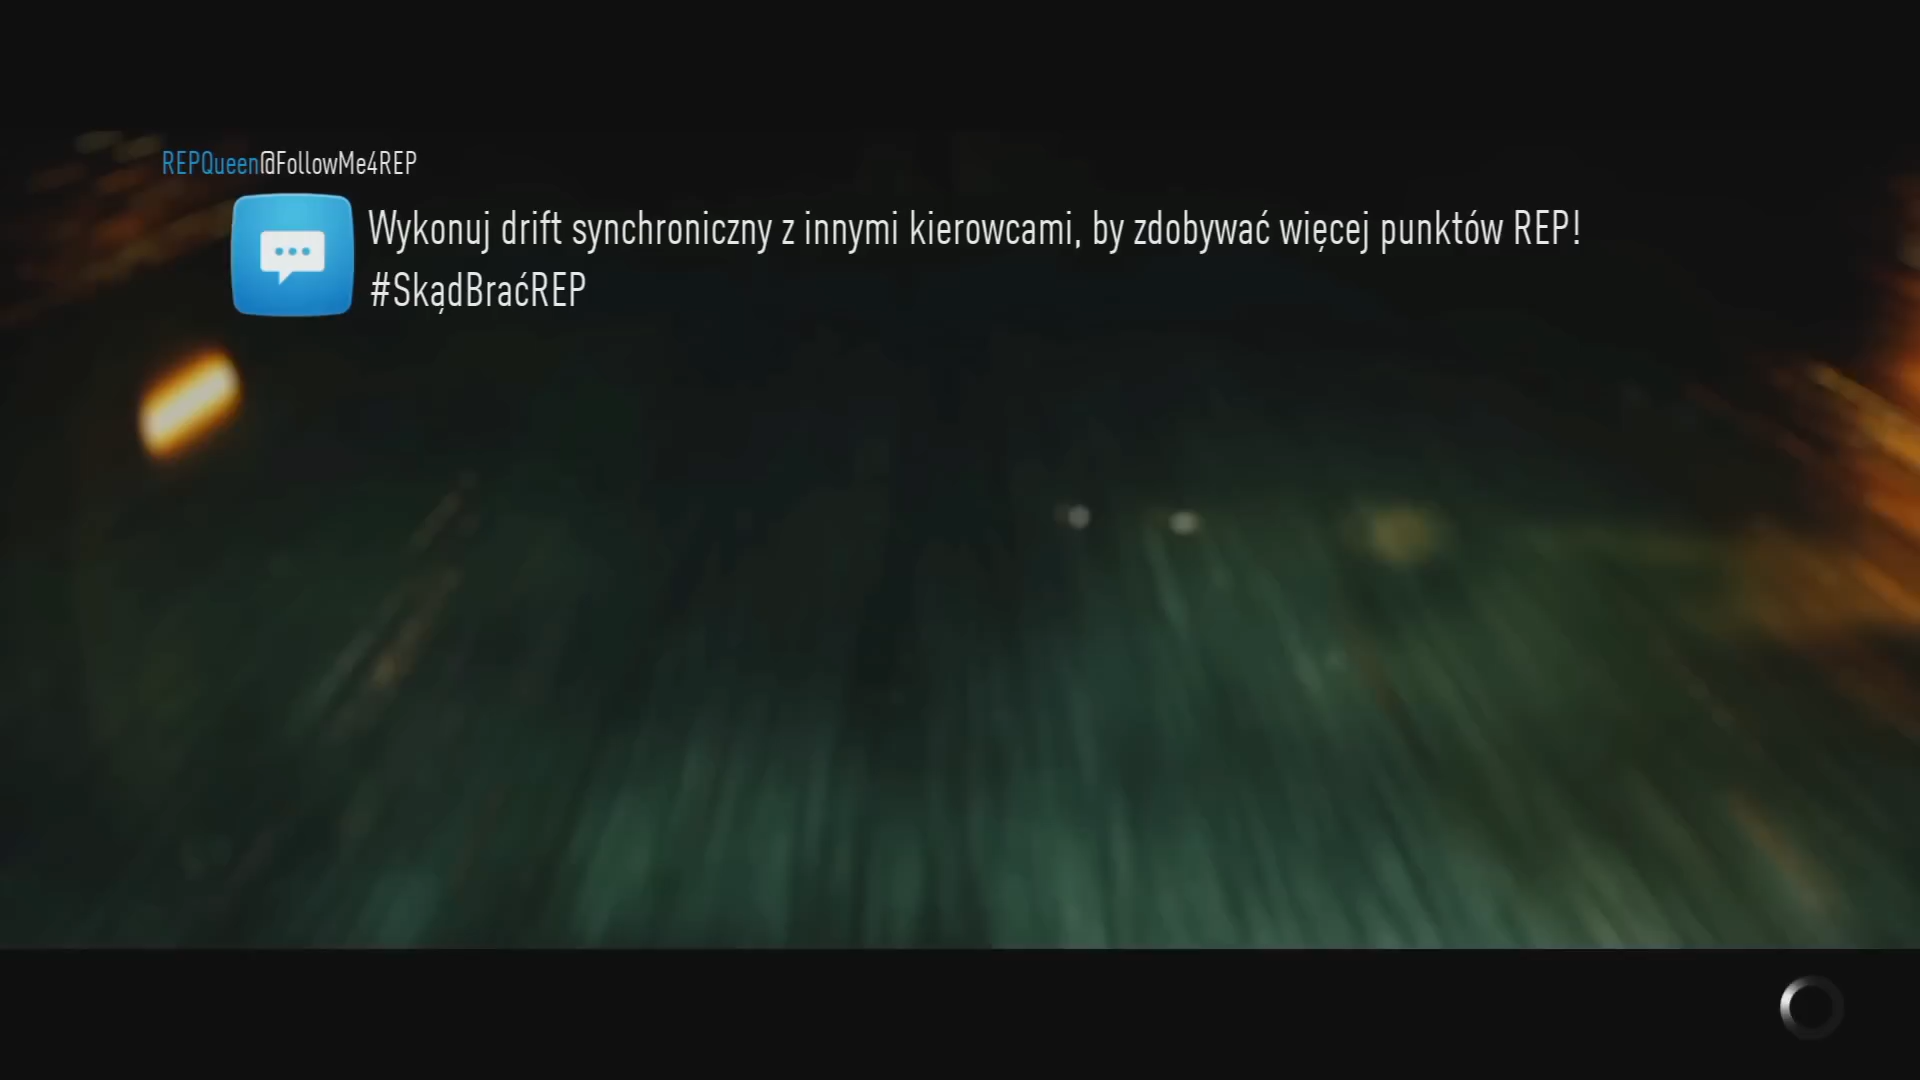 REPQueen@FollowMe4REP
Wykonuj drift synchroniczny z innymi kierowcami, by zdobywać więcej punktów REP!
#SkądBraćREP